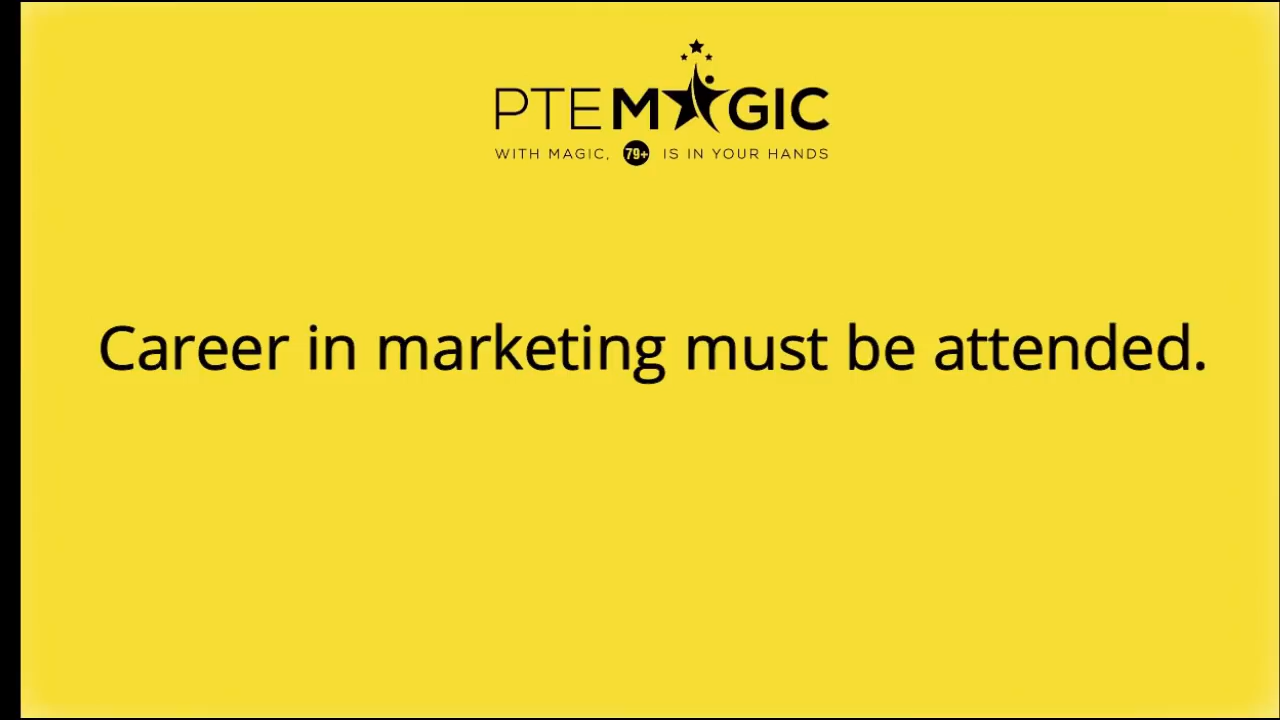 PTEMAGIC
WITH MAGIC, 79+ IS IN YOUR HANDS
Career in marketing must be attended.